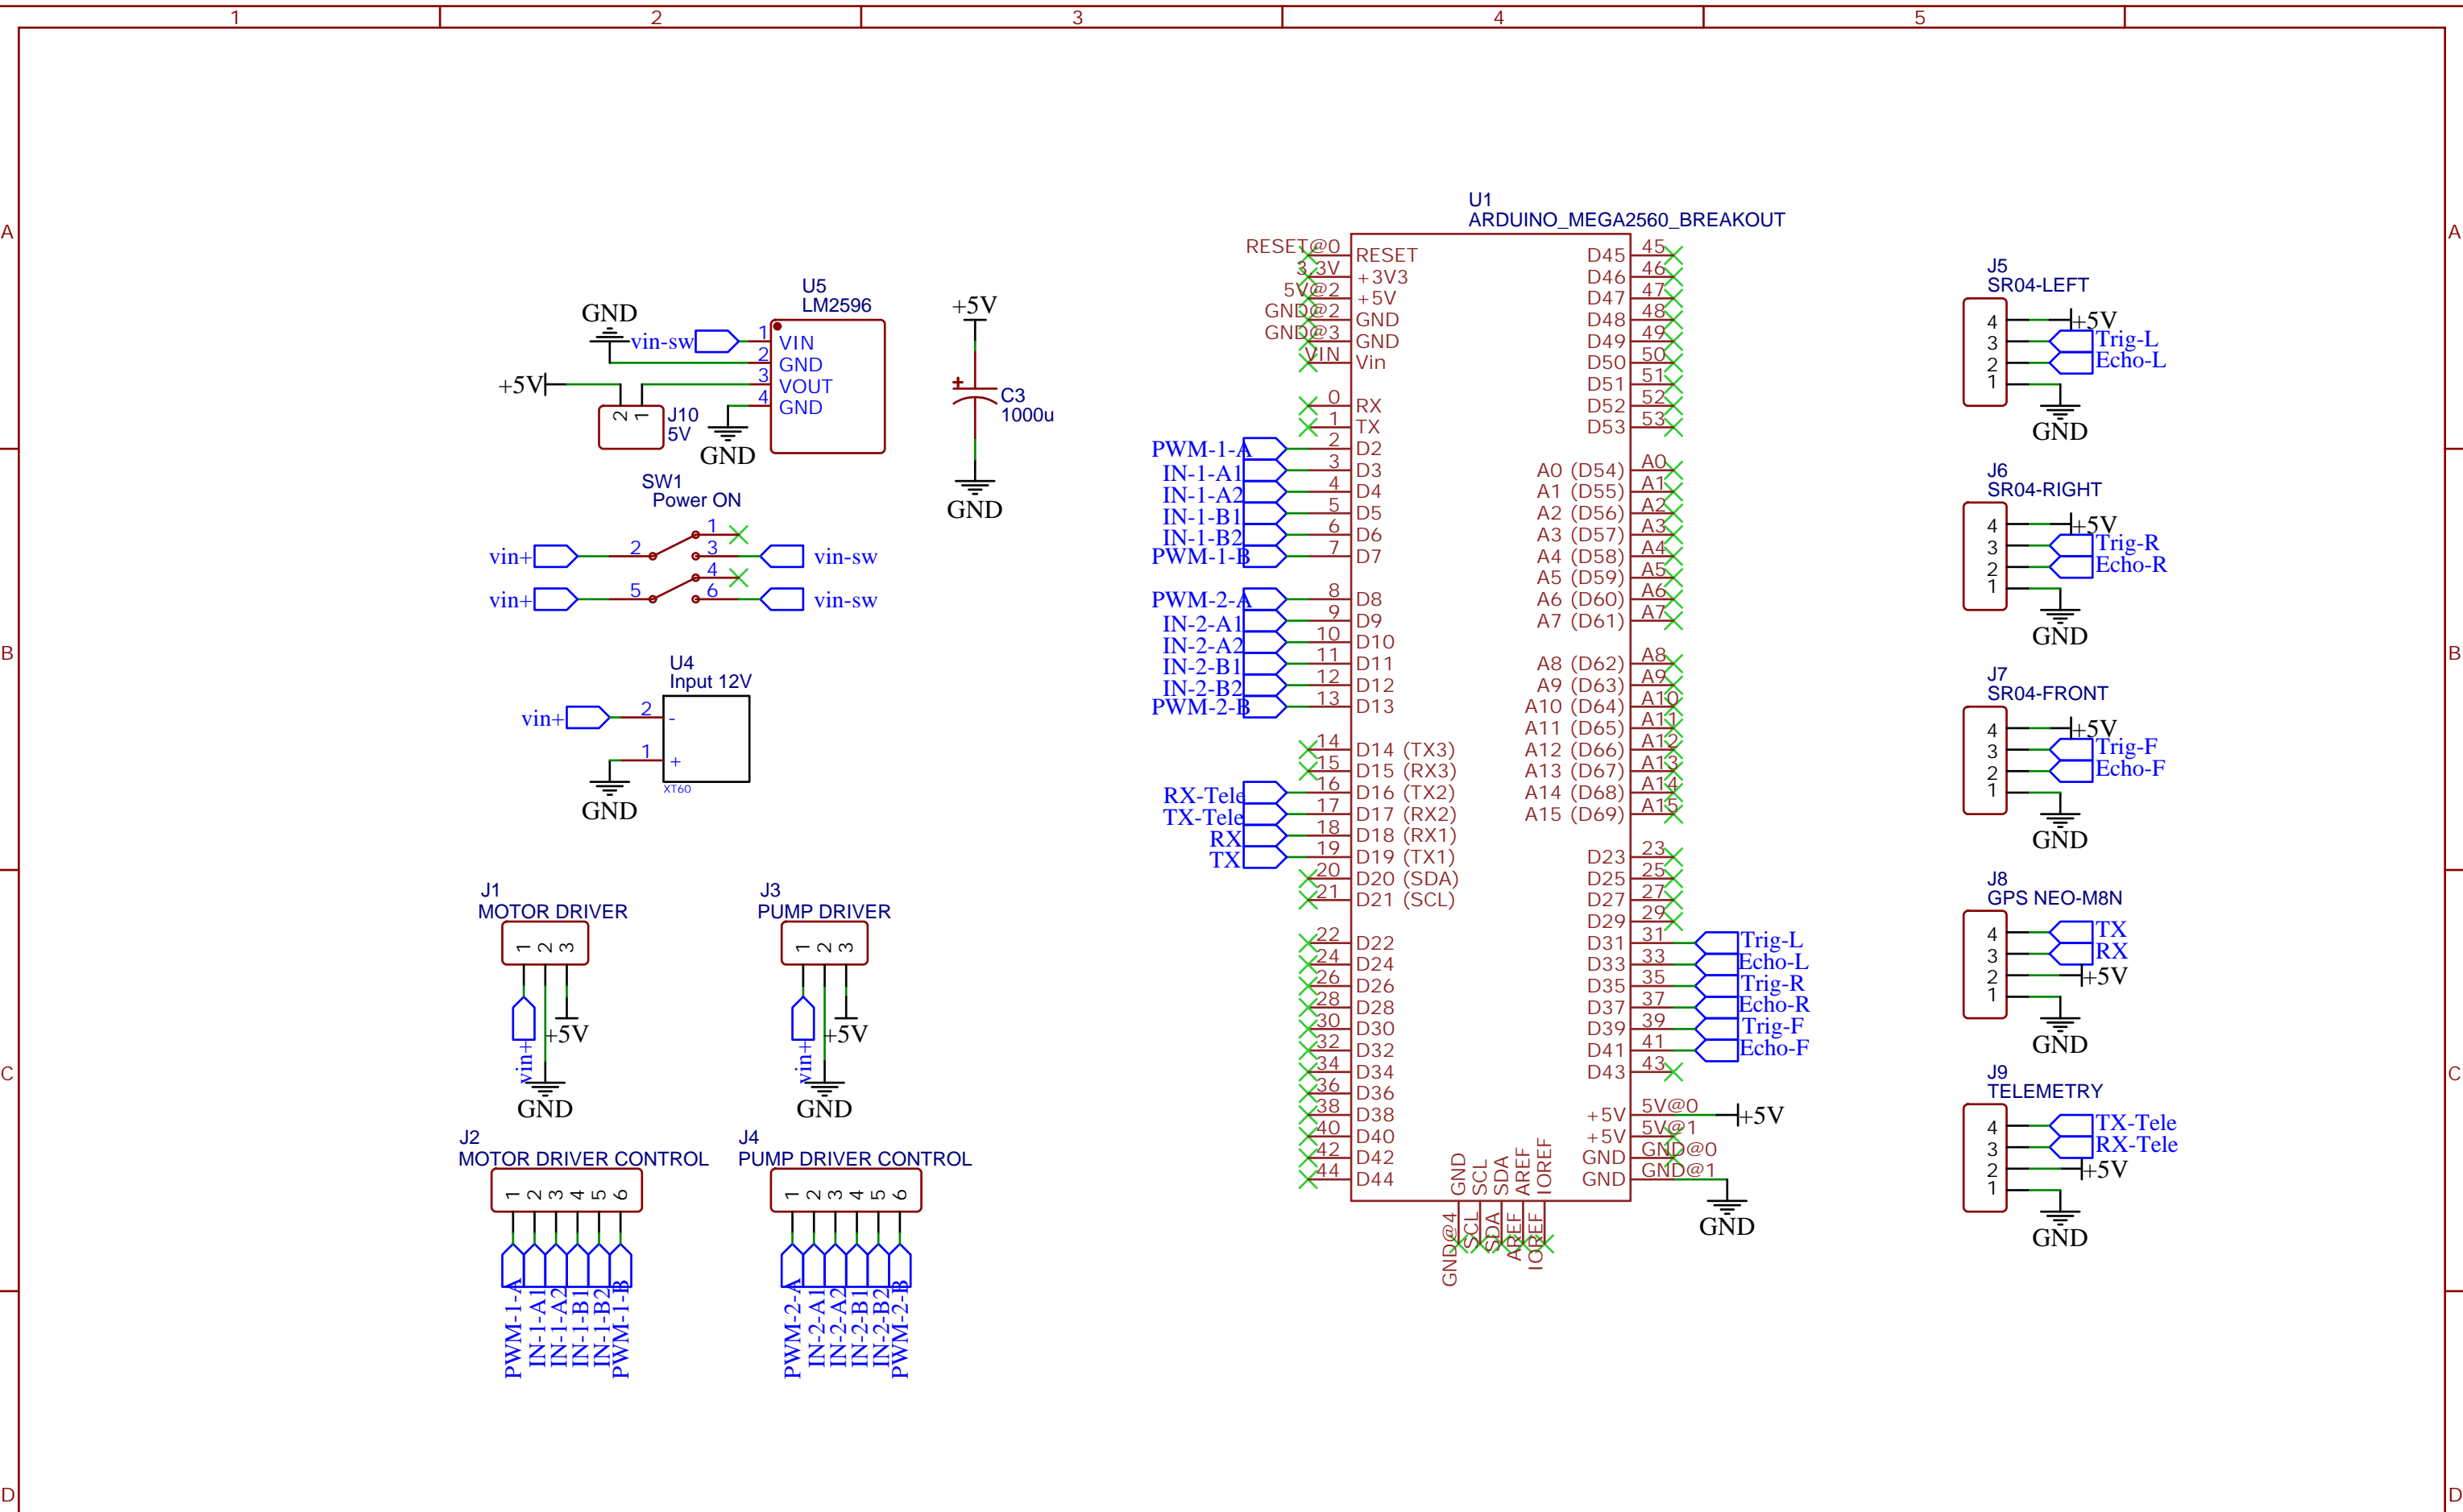 1 2 3 4 5
A A
B B
C C
D D
U5
LM2596
GND
vin-sw
1 VIN
2 GND
3 VOUT
4 GND
+5V
2 1
J10
5V
GND
+5V
+
C3
1000u
GND
SW1
Power ON
vin+ 2 1
3 vin-sw
vin+ 5 4
6 vin-sw
U4
Input 12V
vin+ 2 -
1 +
XT60
GND
J1
MOTOR DRIVER
1 2 3
vin+
+5V
GND
J3
PUMP DRIVER
1 2 3
vin+
+5V
GND
J2
MOTOR DRIVER CONTROL
1 2 3 4 5 6
PWM-1-A
IN-1-A1
IN-1-A2
IN-1-B1
IN-1-B2
PWM-1-B
J4
PUMP DRIVER CONTROL
1 2 3 4 5 6
PWM-2-A
IN-2-A1
IN-2-A2
IN-2-B1
IN-2-B2
PWM-2-B
U1
ARDUINO_MEGA2560_BREAKOUT
RESET@0 RESET
3.3V +3V3
5V@2 +5V
GND@2 GND
GND@3 GND
VIN Vin
0 RX
1 TX
PWM-1-A 2 D2
IN-1-A1 3 D3
IN-1-A2 4 D4
IN-1-B1 5 D5
IN-1-B2 6 D6
PWM-1-B 7 D7
PWM-2-A 8 D8
IN-2-A1 9 D9
IN-2-A2 10 D10
IN-2-B1 11 D11
IN-2-B2 12 D12
PWM-2-B 13 D13
14 D14 (TX3)
15 D15 (RX3)
RX-Tele 16 D16 (TX2)
TX-Tele 17 D17 (RX2)
RX 18 D18 (RX1)
TX 19 D19 (TX1)
20 D20 (SDA)
21 D21 (SCL)
22 D22
24 D24
26 D26
28 D28
30 D30
32 D32
34 D34
36 D36
38 D38
40 D40
42 D42
44 D44
D45 45
D46 46
D47 47
D48 48
D49 49
D50 50
D51 51
D52 52
D53 53
A0 (D54) A0
A1 (D55) A1
A2 (D56) A2
A3 (D57) A3
A4 (D58) A4
A5 (D59) A5
A6 (D60) A6
A7 (D61) A7
A8 (D62) A8
A9 (D63) A9
A10 (D64) A10
A11 (D65) A11
A12 (D66) A12
A13 (D67) A13
A14 (D68) A14
A15 (D69) A15
D23 23
D25 25
D27 27
D29 29
D31 31 Trig-L
D33 33 Echo-L
D35 35 Trig-R
D37 37 Echo-R
D39 39 Trig-F
D41 41 Echo-F
D43 43
+5V 5V@0 +5V
+5V 5V@1
GND GND@0
GND GND@1
GND
GND SCL SDA AREF IOREF
GND@4 SCL SDA AREF IOREF
J5
SR04-LEFT
4 +5V
3 Trig-L
2 Echo-L
1
GND
J6
SR04-RIGHT
4 +5V
3 Trig-R
2 Echo-R
1
GND
J7
SR04-FRONT
4 +5V
3 Trig-F
2 Echo-F
1
GND
J8
GPS NEO-M8N
4 TX
3 RX
2 +5V
1
GND
J9
TELEMETRY
4 TX-Tele
3 RX-Tele
2 +5V
1
GND